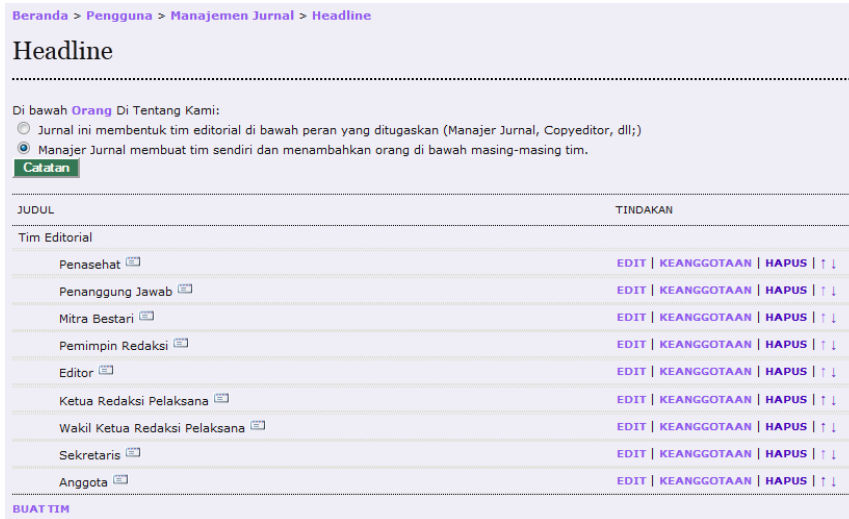 Beranda > Pengguna > Manajemen Jurnal > Headline
Headline
Di bawah Orang Di Tentang Kami:
Jurnal ini membentuk tim editorial di bawah peran yang ditugaskan (Manajer Jurnal, Copyeditor, dll;)
Manajer Jurnal membuat tim sendiri dan menambahkan orang di bawah masing-masing tim.
Catatan
JUDUL TINDAKAN
Tim Editorial
Penasehat EDIT | KEANGGOTAAN | HAPUS | ↑ ↓
Penanggung Jawab EDIT | KEANGGOTAAN | HAPUS | ↑ ↓
Mitra Bestari EDIT | KEANGGOTAAN | HAPUS | ↑ ↓
Pemimpin Redaksi EDIT | KEANGGOTAAN | HAPUS | ↑ ↓
Editor EDIT | KEANGGOTAAN | HAPUS | ↑ ↓
Ketua Redaksi Pelaksana EDIT | KEANGGOTAAN | HAPUS | ↑ ↓
Wakil Ketua Redaksi Pelaksana EDIT | KEANGGOTAAN | HAPUS | ↑ ↓
Sekretaris EDIT | KEANGGOTAAN | HAPUS | ↑ ↓
Anggota EDIT | KEANGGOTAAN | HAPUS | ↑ ↓
BUAT TIM